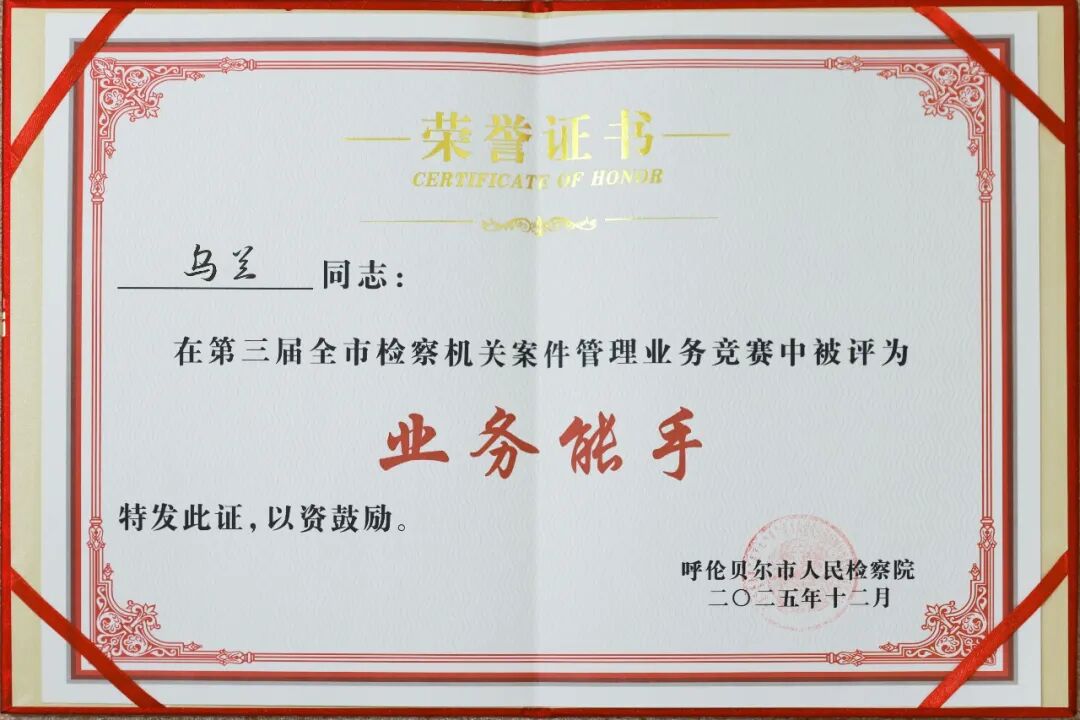 荣誉证书
CERTIFICATE OF HONOR
乌兰 同志：
在第三届全市检察机关案件管理业务竞赛中被评为
业务能手
特发此证，以资鼓励。
呼伦贝尔市人民检察院
二〇二五年十二月